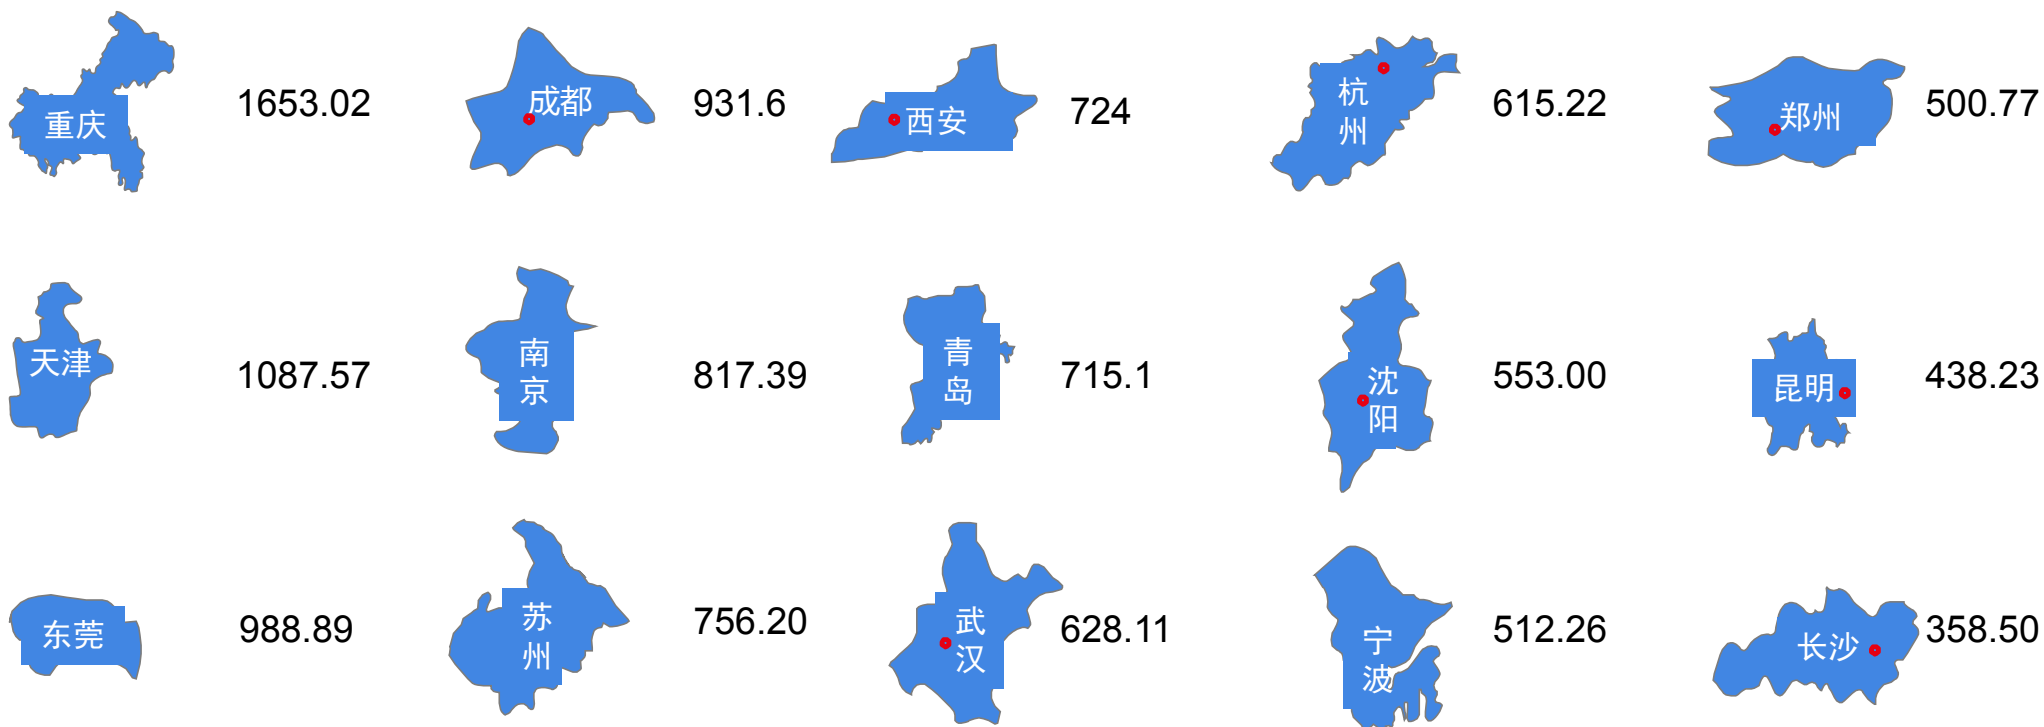 重庆 1653.02 成都 931.6 西安 724 杭州 615.22 郑州 500.77
天津 1087.57 南京 817.39 青岛 715.1 沈阳 553.00 昆明 438.23
东莞 988.89 苏州 756.20 武汉 628.11 宁波 512.26 长沙 358.50